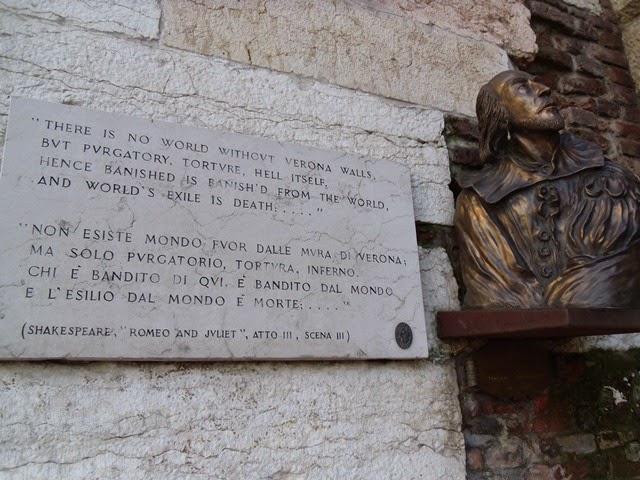 "THERE IS NO WORLD WITHOVT VERONA WALLS,
BVT PVRGATORY, TORTVRE, HELL ITSELF;
HENCE BANISHED IS BANISH'D FROM THE WORLD,
AND WORLD'S EXILE IS DEATH:...."
"NON ESISTE MONDO FVOR DALLE MVRA DI VERONA;
MA SOLO PVRGATORIO, TORTVRA, INFERNO.
CHI E' BANDITO DI QVI, E' BANDITO DAL MONDO
E L'ESILIO DAL MONDO E' MORTE:...."
(SHAKESPEARE, "ROMEO AND JVLIET", ATTO III, SCENA III)